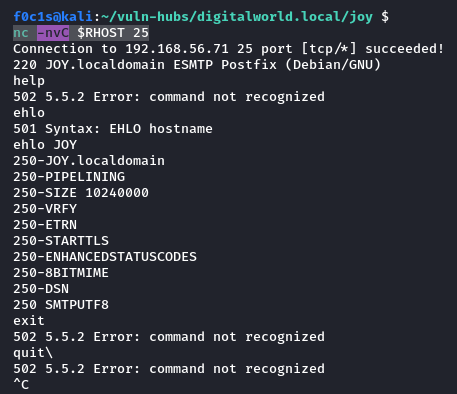 f0c1s@kali:~/vuln-hubs/digitalworld.local/joy $
nc -nvC $RHOST 25
Connection to 192.168.56.71 25 port [tcp/*] succeeded!
220 JOY.localdomain ESMTP Postfix (Debian/GNU)
help
502 5.5.2 Error: command not recognized
ehlo
501 Syntax: EHLO hostname
ehlo JOY
250-JOY.localdomain
250-PIPELINING
250-SIZE 10240000
250-VRFY
250-ETRN
250-STARTTLS
250-ENHANCEDSTATUSCODES
250-8BITMIME
250-DSN
250 SMTPUTF8
exit
502 5.5.2 Error: command not recognized
quit\
502 5.5.2 Error: command not recognized
^C